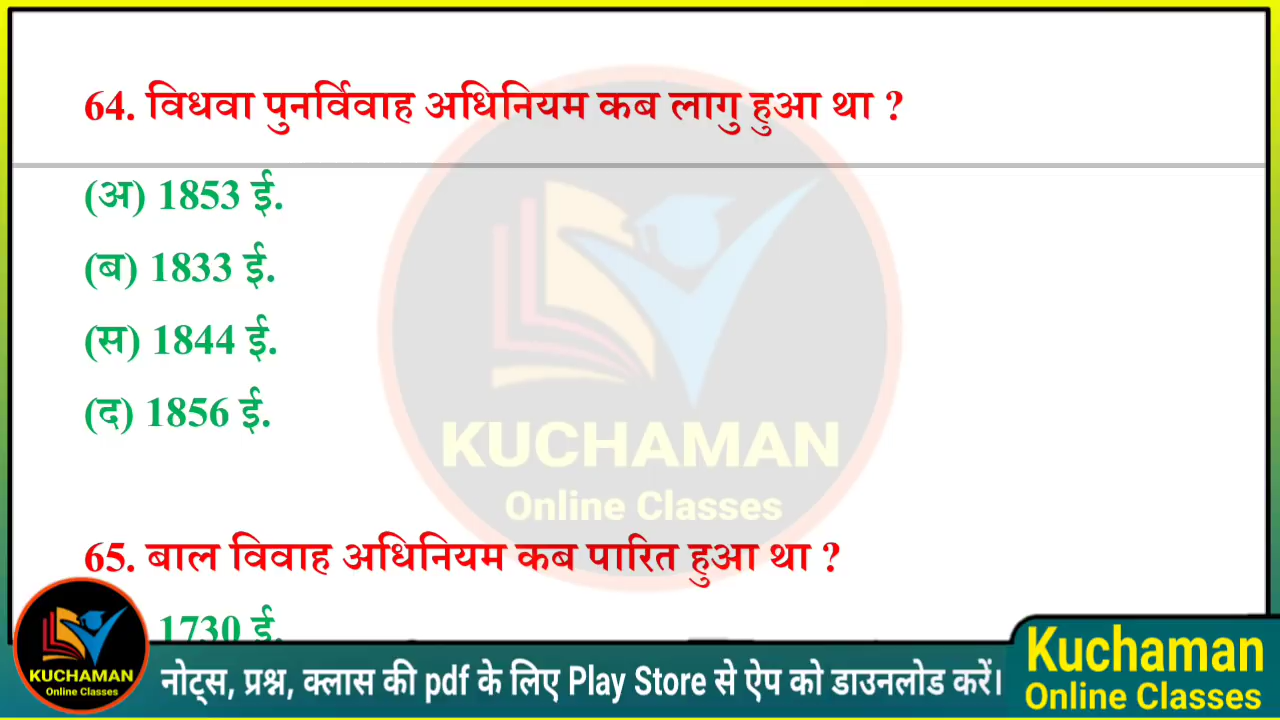 64. विधवा पुनर्विवाह अधिनियम कब लागु हुआ था ?
(अ) 1853 ई.
(ब) 1833 ई.
(स) 1844 ई.
(द) 1856 ई.
KUCHAMAN
Online Classes
65. बाल विवाह अधिनियम कब पारित हुआ था ?
1730 ई.
KUCHAMAN
Online Classes
नोट्स, प्रश्न, क्लास की pdf के लिए Play Store से ऐप को डाउनलोड करें।
Kuchaman
Online Classes